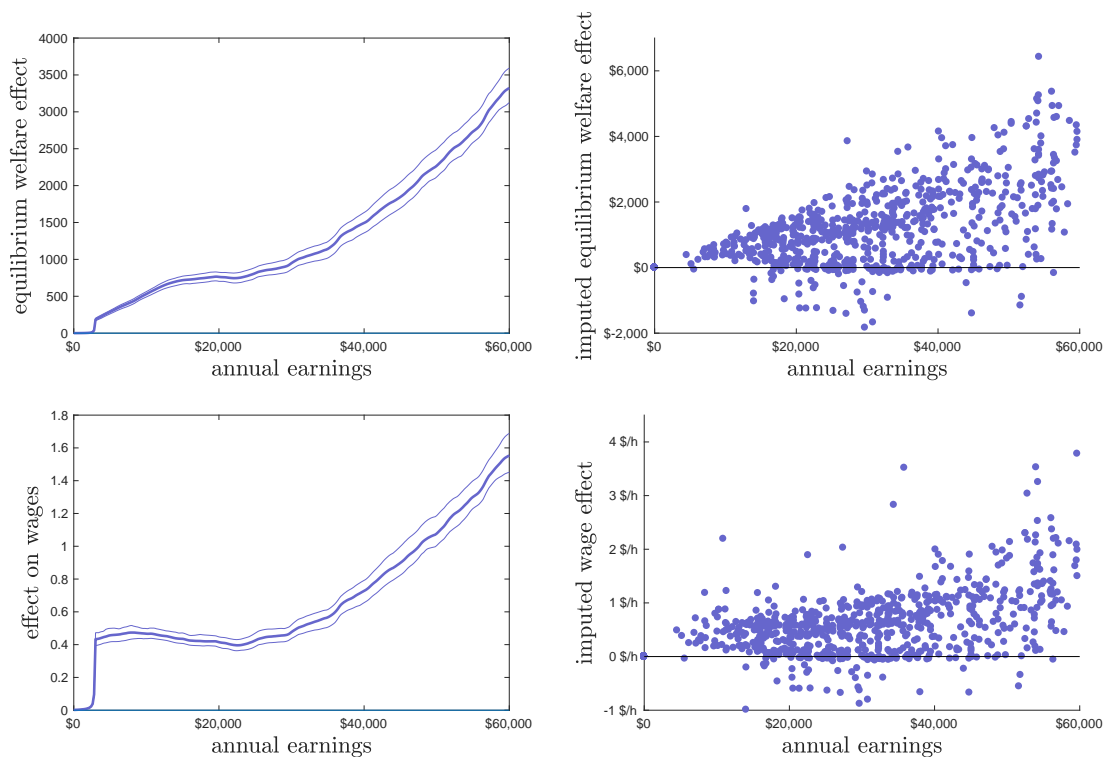 equilibrium welfare effect
4000
3500
3000
2500
2000
1500
1000
500
0
$0 $20,000 $40,000 $60,000
annual earnings
imputed equilibrium welfare effect
$6,000
$4,000
$2,000
$0
$-2,000
$0 $20,000 $40,000 $60,000
annual earnings
effect on wages
1.8
1.6
1.4
1.2
1
0.8
0.6
0.4
0.2
0
$0 $20,000 $40,000 $60,000
annual earnings
imputed wage effect
4 $/h
3 $/h
2 $/h
1 $/h
0 $/h
-1 $/h
$0 $20,000 $40,000 $60,000
annual earnings